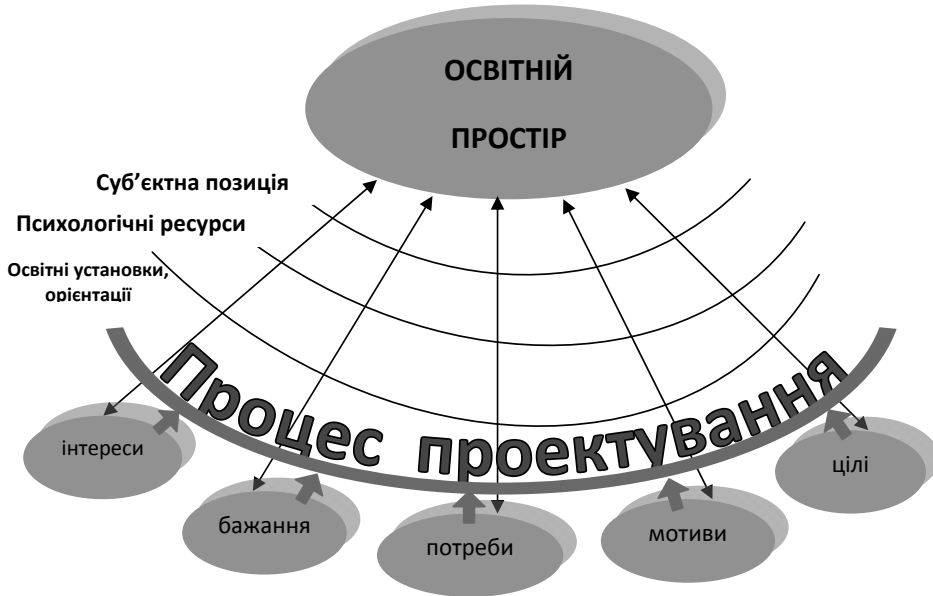 ОСВІТНІЙ
ПРОСТІР
Суб’єктна позиція
Психологічні ресурси
Освітні установки,
орієнтації
Процес проектування
інтереси
бажання
потреби
мотиви
цілі